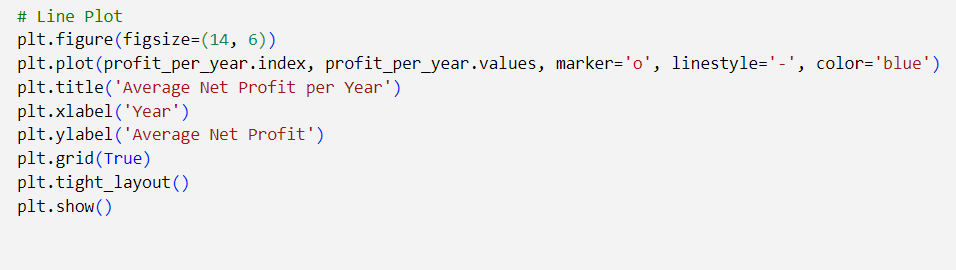 # Line Plot
plt.figure(figsize=(14, 6))
plt.plot(profit_per_year.index, profit_per_year.values, marker='o', linestyle='-', color='blue')
plt.title('Average Net Profit per Year')
plt.xlabel('Year')
plt.ylabel('Average Net Profit')
plt.grid(True)
plt.tight_layout()
plt.show()